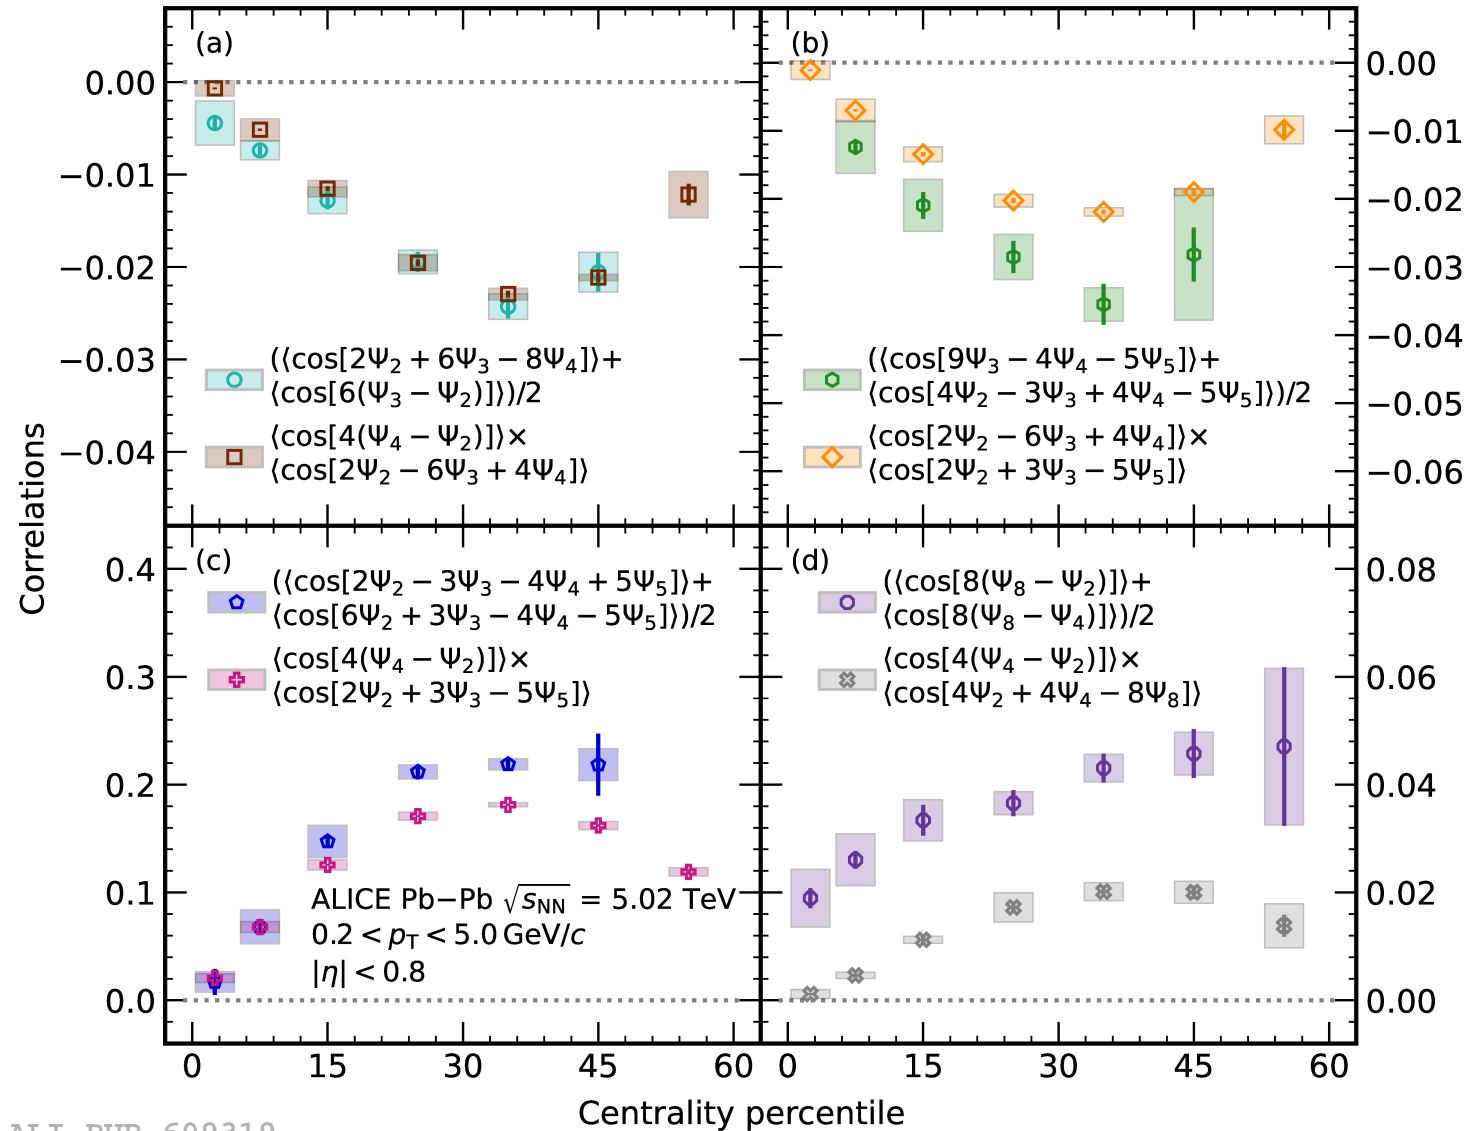 (a)
(b)
0.00
−0.01
−0.02
−0.03
−0.04
0.00
−0.01
−0.02
−0.03
−0.04
−0.05
−0.06
(⟨cos[2Ψ₂ + 6Ψ₃ − 8Ψ₄]⟩+
⟨cos[6(Ψ₃ − Ψ₂)]⟩)/2
⟨cos[4(Ψ₄ − Ψ₂)]⟩×
⟨cos[2Ψ₂ − 6Ψ₃ + 4Ψ₄]⟩
(⟨cos[9Ψ₃ − 4Ψ₄ − 5Ψ₅]⟩+
⟨cos[4Ψ₂ − 3Ψ₃ + 4Ψ₄ − 5Ψ₅]⟩)/2
⟨cos[2Ψ₂ − 6Ψ₃ + 4Ψ₄]⟩×
⟨cos[2Ψ₂ + 3Ψ₃ − 5Ψ₅]⟩
Correlations
(c)
(d)
0.4
0.3
0.2
0.1
0.0
0.08
0.06
0.04
0.02
0.00
(⟨cos[2Ψ₂ − 3Ψ₃ − 4Ψ₄ + 5Ψ₅]⟩+
⟨cos[6Ψ₂ + 3Ψ₃ − 4Ψ₄ − 5Ψ₅]⟩)/2
⟨cos[4(Ψ₄ − Ψ₂)]⟩×
⟨cos[2Ψ₂ + 3Ψ₃ − 5Ψ₅]⟩
(⟨cos[8(Ψ₈ − Ψ₂)]⟩+
⟨cos[8(Ψ₈ − Ψ₄)]⟩)/2
⟨cos[4(Ψ₄ − Ψ₂)]⟩×
⟨cos[4Ψ₂ + 4Ψ₄ − 8Ψ₈]⟩
ALICE Pb−Pb √s_NN = 5.02 TeV
0.2 < p_T < 5.0 GeV/c
|η| < 0.8
0 15 30 45 60
0 15 30 45 60
Centrality percentile